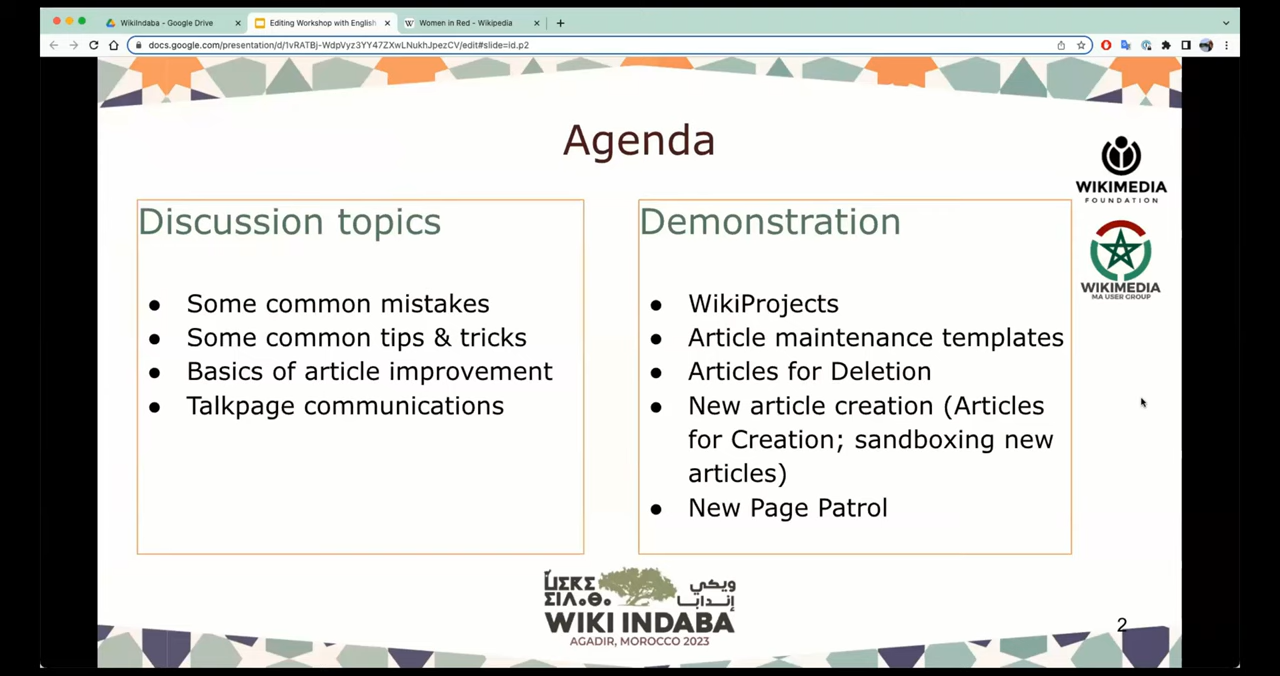 WikiIndaba - Google Drive
Editing Workshop with English
Women in Red - Wikipedia
docs.google.com/presentation/d/1vRATBj-WdpVyz3YY47ZXwLNukhJpezCV/edit#slide=id.p2
Agenda
WIKIMEDIA
FOUNDATION
WIKIMEDIA
MA USER GROUP
Discussion topics
● Some common mistakes
● Some common tips & tricks
● Basics of article improvement
● Talkpage communications
Demonstration
● WikiProjects
● Article maintenance templates
● Articles for Deletion
● New article creation (Articles
for Creation; sandboxing new
articles)
● New Page Patrol
ويكي
إندابا
WIKI INDABA
AGADIR, MOROCCO 2023
2